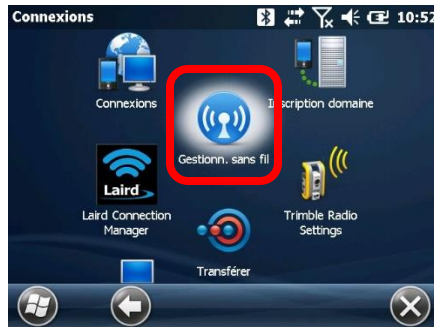 Connexions
10:52
Connexions
Inscription domaine
Gestionn. sans fil
Laird
Laird Connection
Manager
Trimble Radio
Settings
Transférer